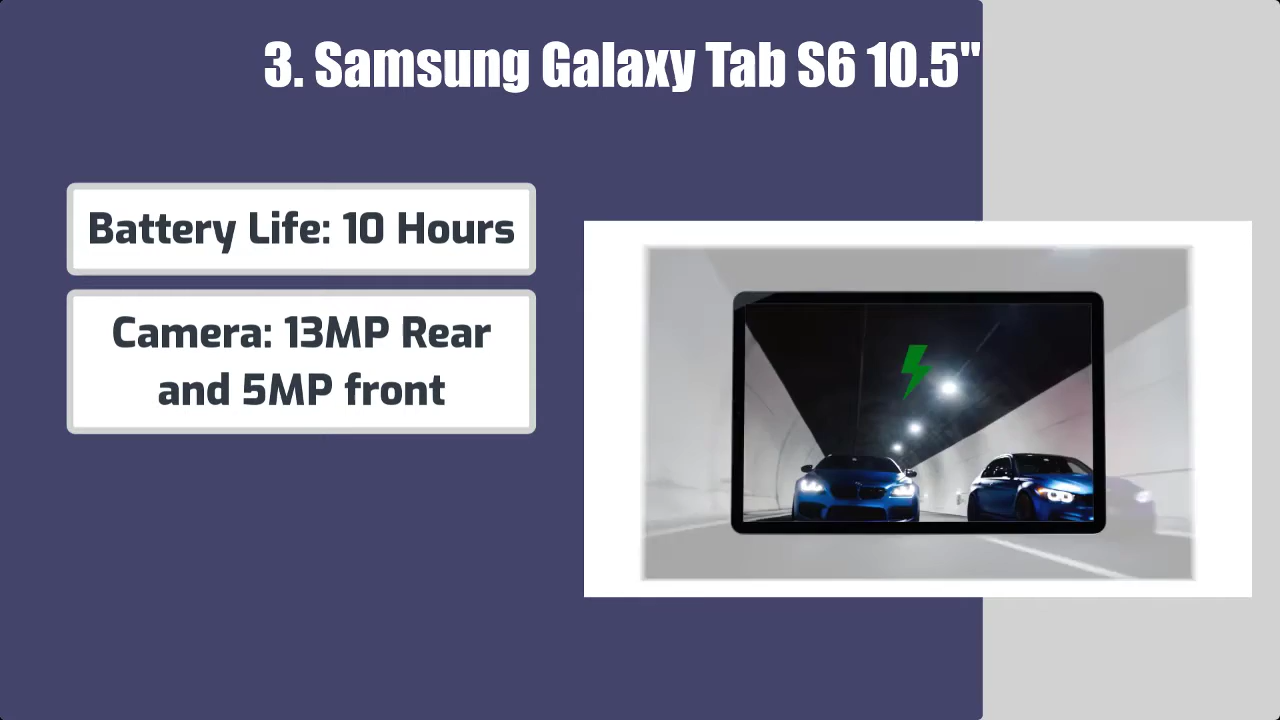 3. Samsung Galaxy Tab S6 10.5"
Battery Life: 10 Hours
Camera: 13MP Rear
and 5MP front